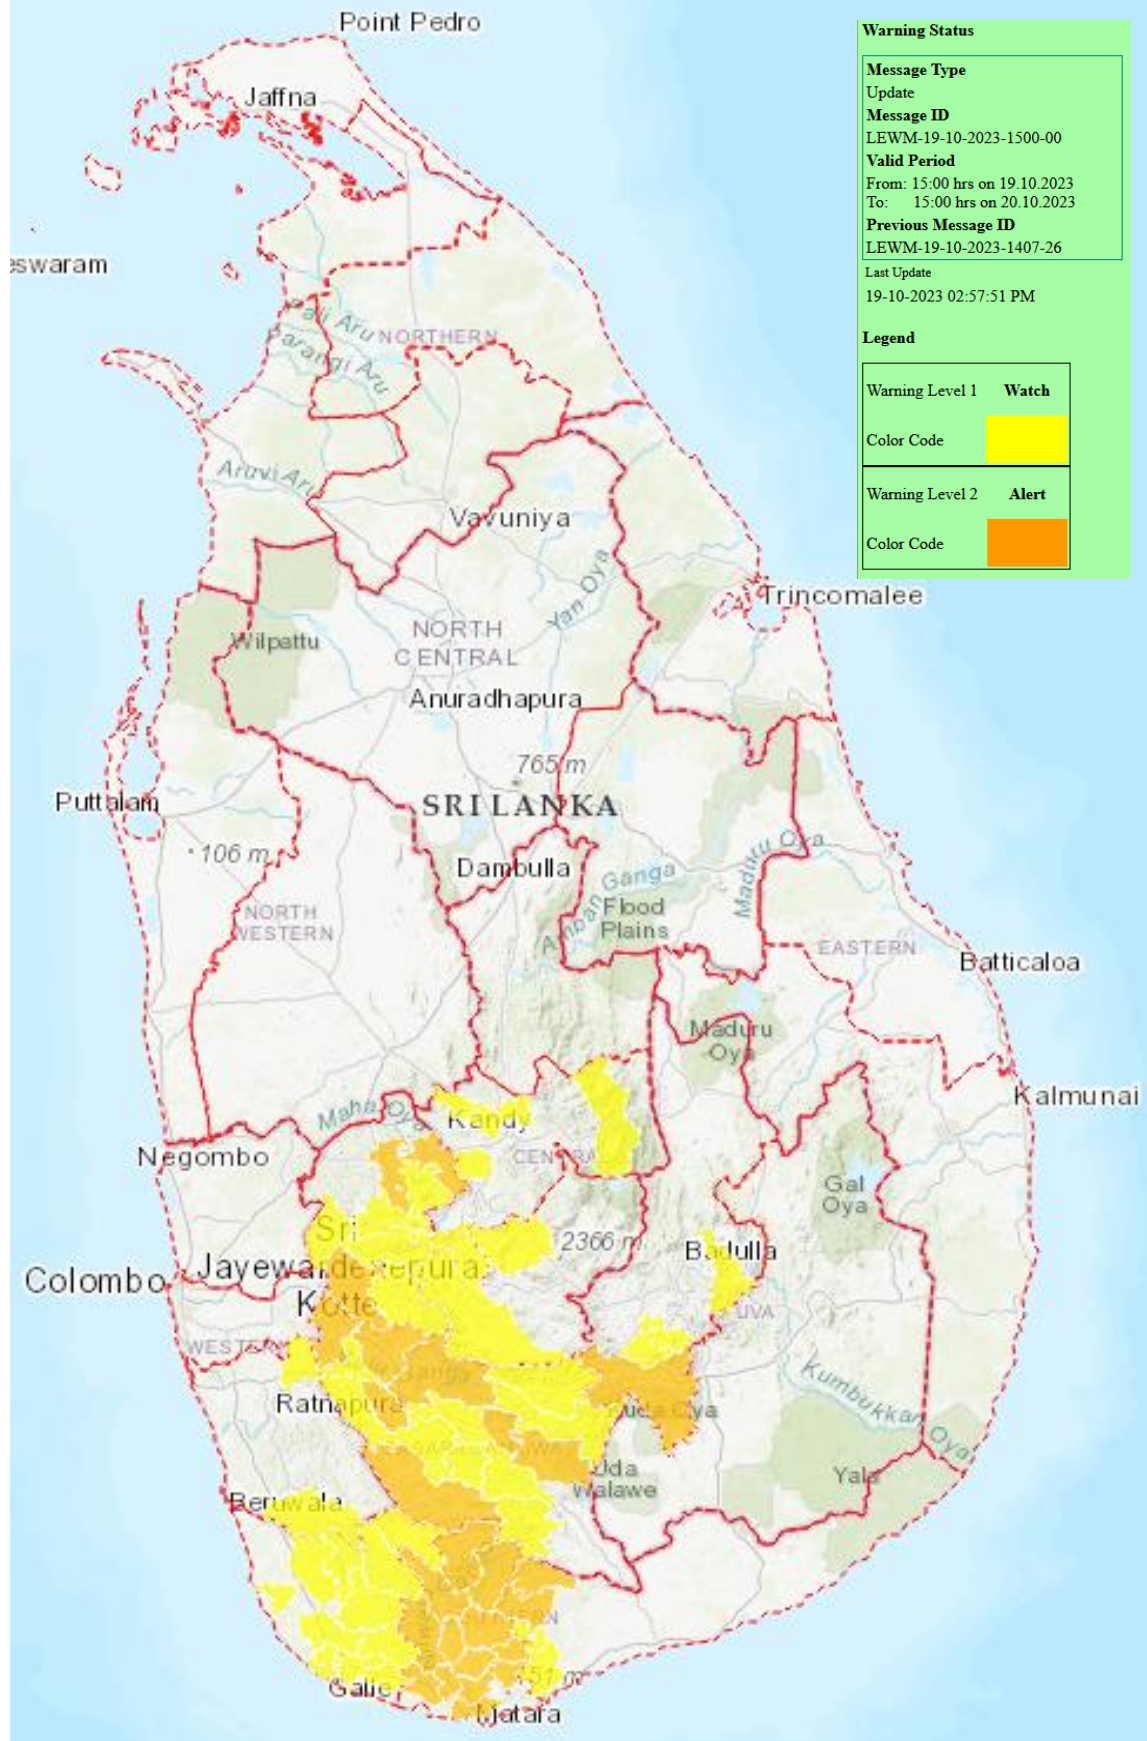 Point Pedro
Warning Status
Message Type
Update
Message ID
LEWM-19-10-2023-1500-00
Valid Period
From: 15:00 hrs on 19.10.2023
To: 15:00 hrs on 20.10.2023
Previous Message ID
LEWM-19-10-2023-1407-26
Last Update
19-10-2023 02:57:51 PM
Legend
Warning Level 1 Watch
Color Code
Warning Level 2 Alert
Color Code
Jaffna
eswaram
Pali Aru
NORTHERN
Parangi Aru
Aruvi Aru
Vavuniya
Yan Oya
Trincomalee
Wilpattu
NORTH
CENTRAL
Anuradhapura
765 m
Puttalam
SRI LANKA
106 m
Maduru Oya
Dambulla
Amban Ganga
Flood
Plains
NORTH
WESTERN
EASTERN
Batticaloa
Maduru
Oya
Kalmunai
Maha Oya
Kandy
Negombo
CENTRAL
Gal
Oya
Sri
2366 m
Badulla
Jayewardenepura
Colombo
Kotte
UVA
WESTERN
Ratnapura
Kumbukkan Oya
Uda
Walawe
Yala
Beruwala
151 m
Galle
Matara